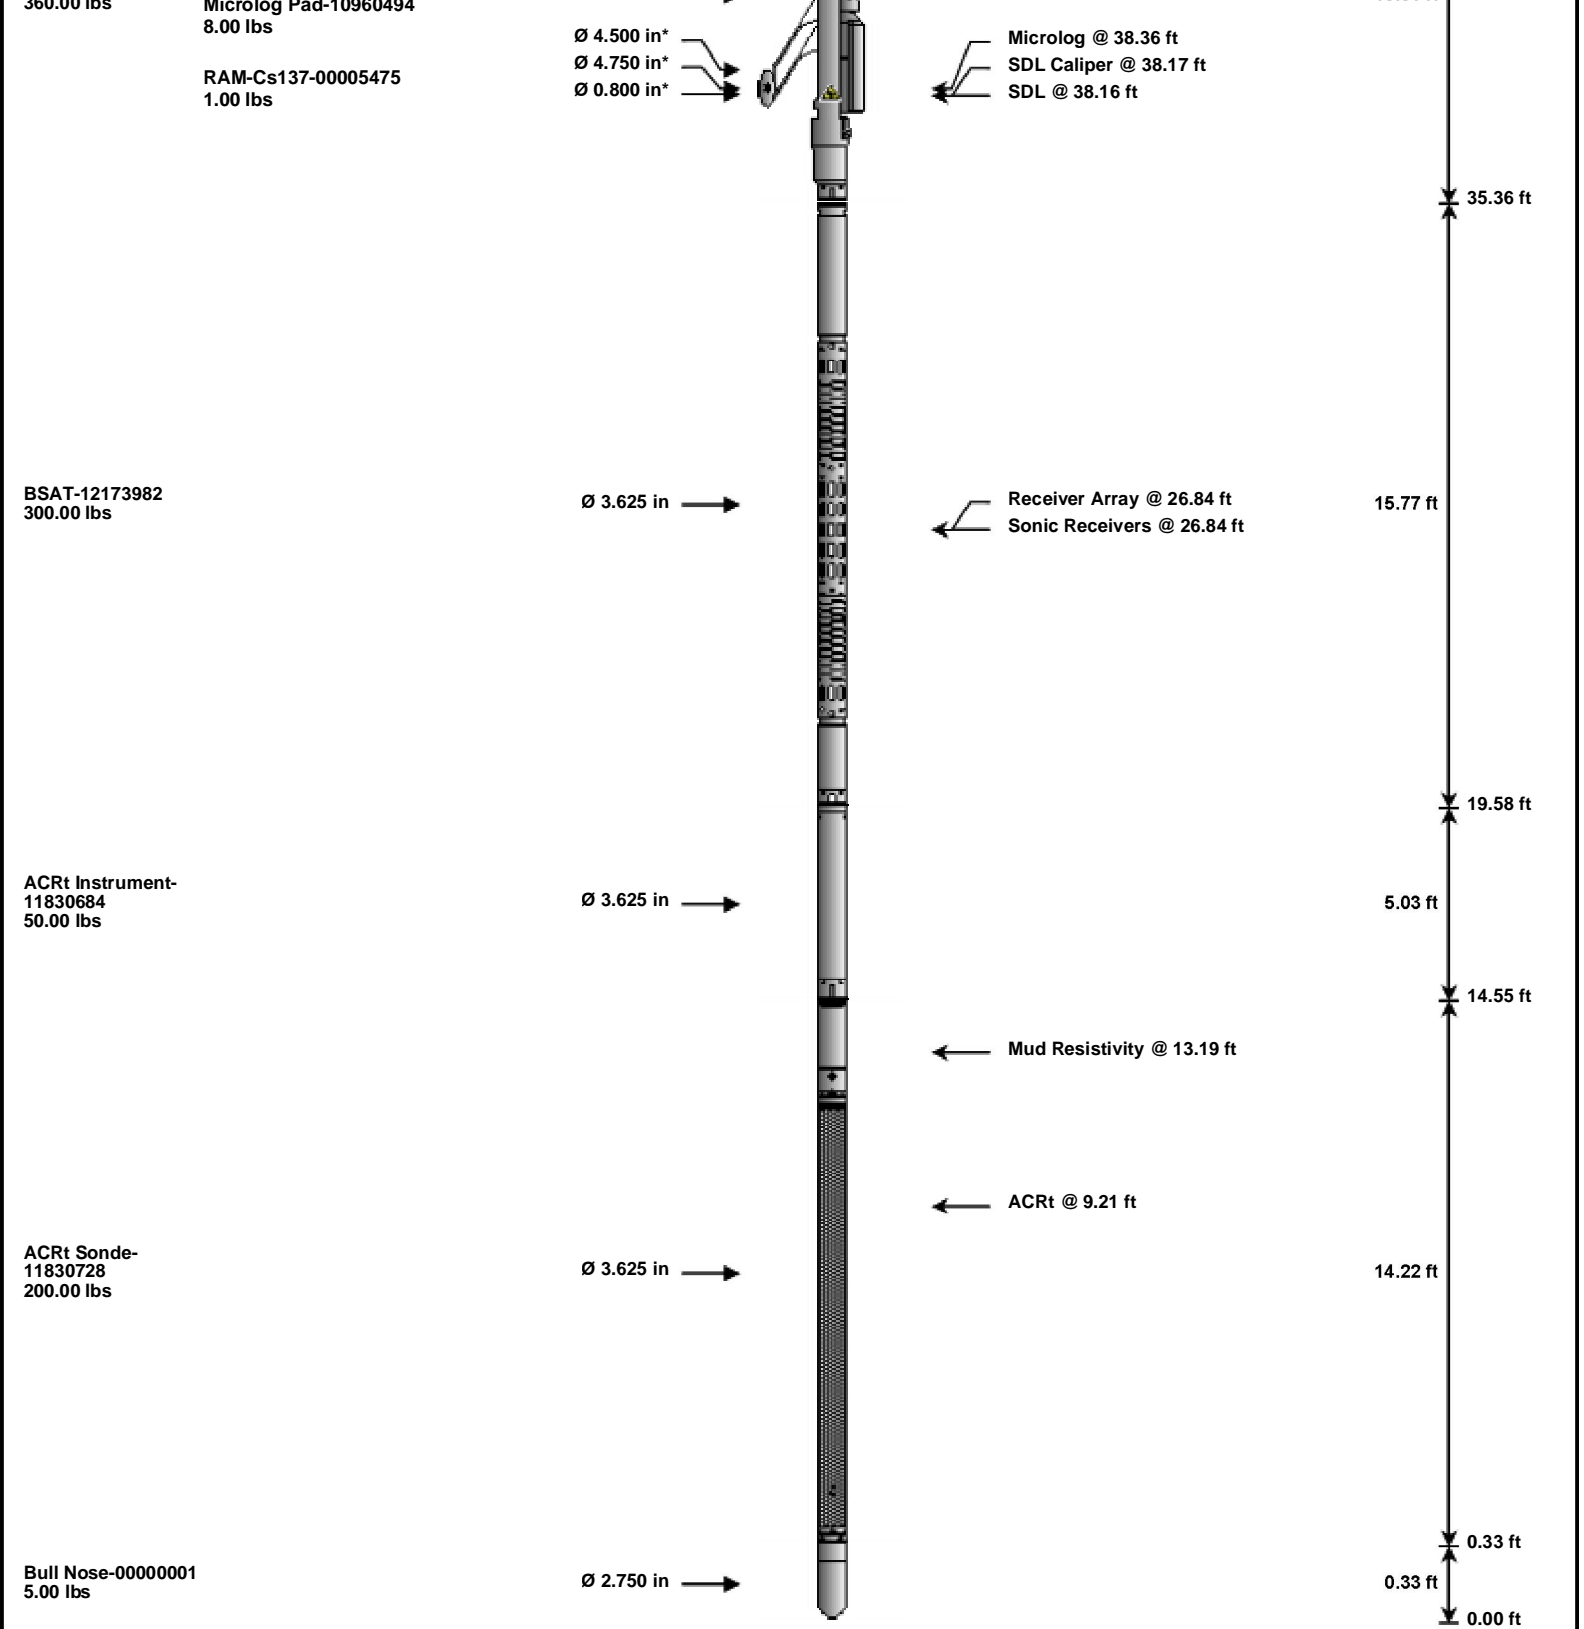 360.00 lbs
Microlog Pad-10960494
8.00 lbs
Ø 4.500 in*
Microlog @ 38.36 ft
Ø 4.750 in*
SDL Caliper @ 38.17 ft
RAM-Cs137-00005475
1.00 lbs
Ø 0.800 in*
SDL @ 38.16 ft
35.36 ft
BSAT-12173982
300.00 lbs
Ø 3.625 in
Receiver Array @ 26.84 ft
Sonic Receivers @ 26.84 ft
15.77 ft
19.58 ft
ACRt Instrument-
11830684
50.00 lbs
Ø 3.625 in
5.03 ft
14.55 ft
Mud Resistivity @ 13.19 ft
ACRt @ 9.21 ft
ACRt Sonde-
11830728
200.00 lbs
Ø 3.625 in
14.22 ft
0.33 ft
Bull Nose-00000001
5.00 lbs
Ø 2.750 in
0.33 ft
0.00 ft